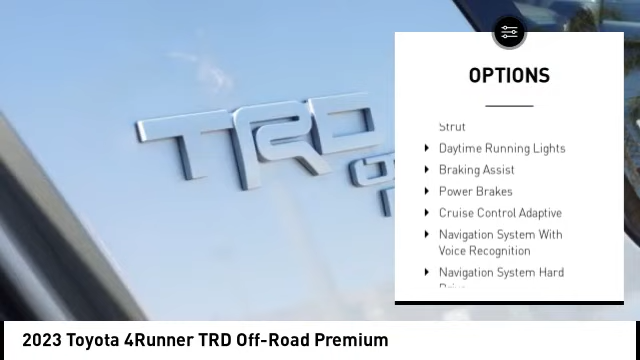 TRD
OPTIONS
Strut
Daytime Running Lights
Braking Assist
Power Brakes
Cruise Control Adaptive
Navigation System With
Voice Recognition
Navigation System Hard
2023 Toyota 4Runner TRD Off-Road Premium